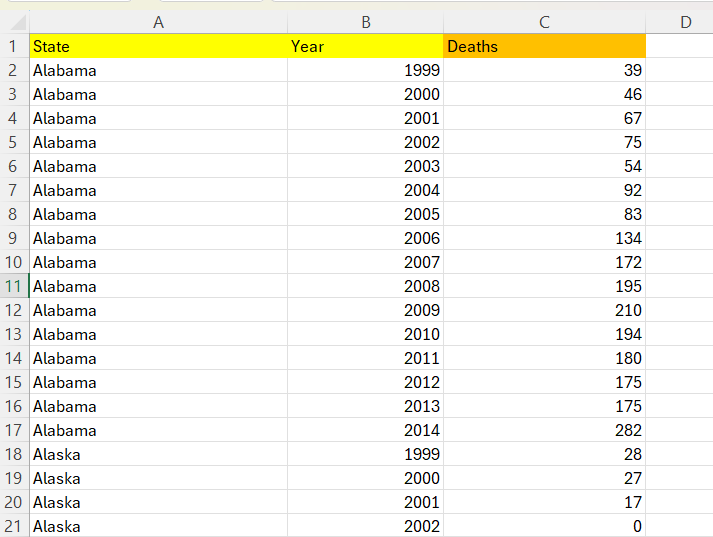 A B C D
1 State Year Deaths
2 Alabama 1999 39
3 Alabama 2000 46
4 Alabama 2001 67
5 Alabama 2002 75
6 Alabama 2003 54
7 Alabama 2004 92
8 Alabama 2005 83
9 Alabama 2006 134
10 Alabama 2007 172
11 Alabama 2008 195
12 Alabama 2009 210
13 Alabama 2010 194
14 Alabama 2011 180
15 Alabama 2012 175
16 Alabama 2013 175
17 Alabama 2014 282
18 Alaska 1999 28
19 Alaska 2000 27
20 Alaska 2001 17
21 Alaska 2002 0